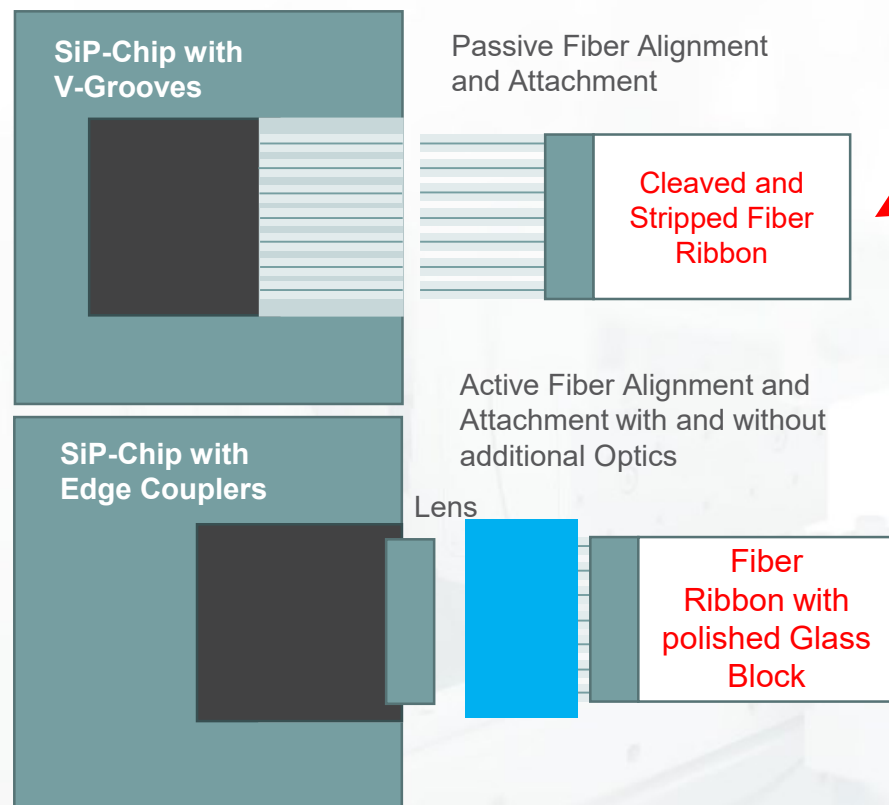 SiP-Chip with
V-Grooves
Passive Fiber Alignment
and Attachment
Cleaved and
Stripped Fiber
Ribbon
Active Fiber Alignment and
Attachment with and without
additional Optics
SiP-Chip with
Edge Couplers
Lens
Fiber
Ribbon with
polished Glass
Block